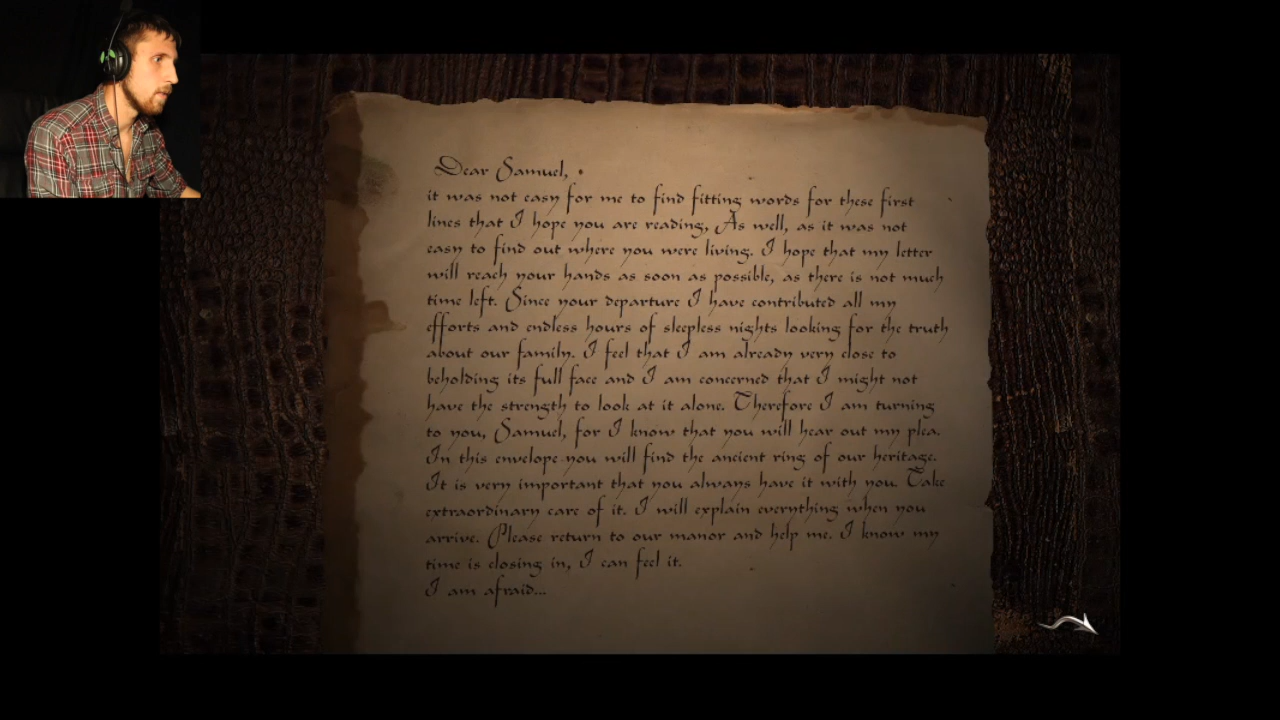 Dear Samuel,
it was not easy for me to find fitting words for these first
lines that I hope you are reading, As well, as it was not
easy to find out where you were living. I hope that my letter
will reach your hands as soon as possible, as there is not much
time left. Since your departure I have contributed all my
efforts and endless hours of sleepless nights looking for the truth
about our family. I feel that I am already very close to
beholding its full face and I am concerned that I might not
have the strength to look at it alone. Therefore I am turning
to you, Samuel, for I know that you will hear out my plea.
In this envelope you will find the ancient ring of our heritage.
It is very important that you always have it with you. Take
extraordinary care of it. I will explain everything when you
arrive. Please return to our manor and help me. I know my
time is closing in, I can feel it.
I am afraid...